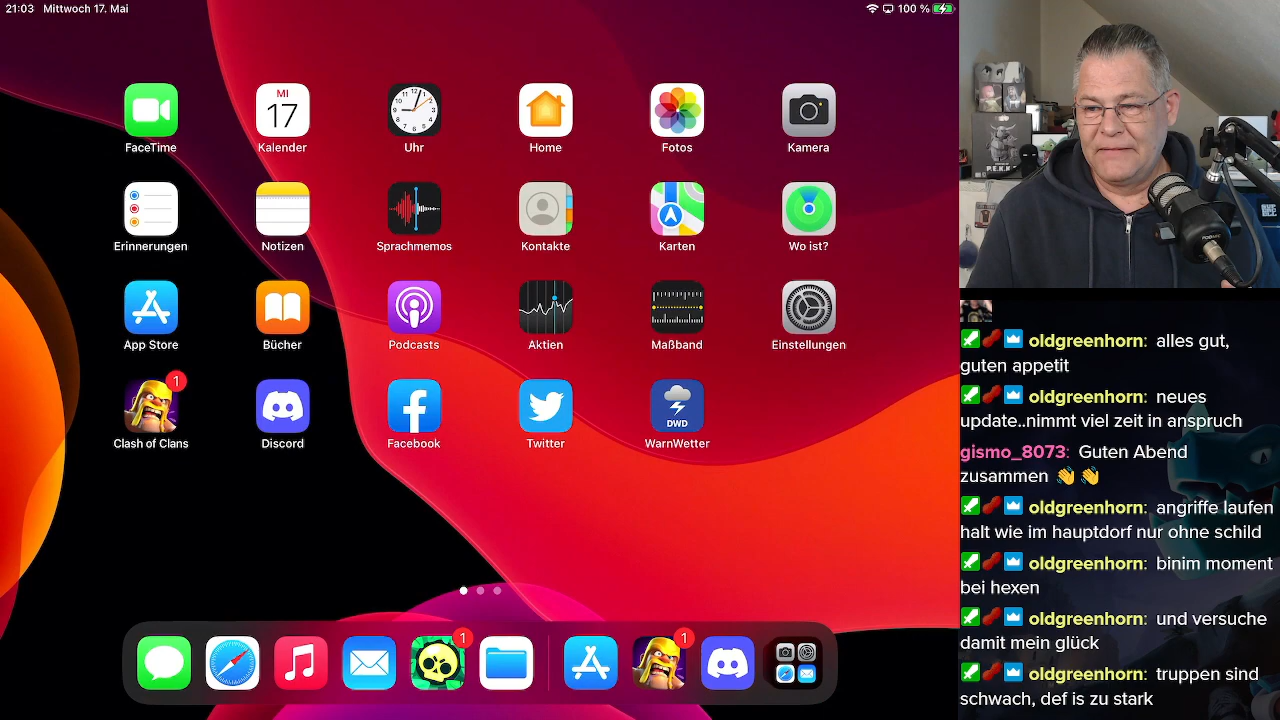 21:03 Mittwoch 17. Mai
100 %
FaceTime
MI
17
Kalender
Uhr
Home
Fotos
Kamera
Erinnerungen
Notizen
Sprachmemos
Kontakte
Karten
Wo ist?
App Store
Bücher
Podcasts
Aktien
Maßband
Einstellungen
1
Clash of Clans
Discord
Facebook
Twitter
DWD
WarnWetter
1
1
oldgreenhorn: alles gut,
guten appetit
oldgreenhorn: neues
update..nimmt viel zeit in anspruch
gismo_8073: Guten Abend
zusammen 👋 👋
oldgreenhorn: angriffe laufen
halt wie im hauptdorf nur ohne schild
oldgreenhorn: binim moment
bei hexen
oldgreenhorn: und versuche
damit mein glück
oldgreenhorn: truppen sind
schwach, def is zu stark